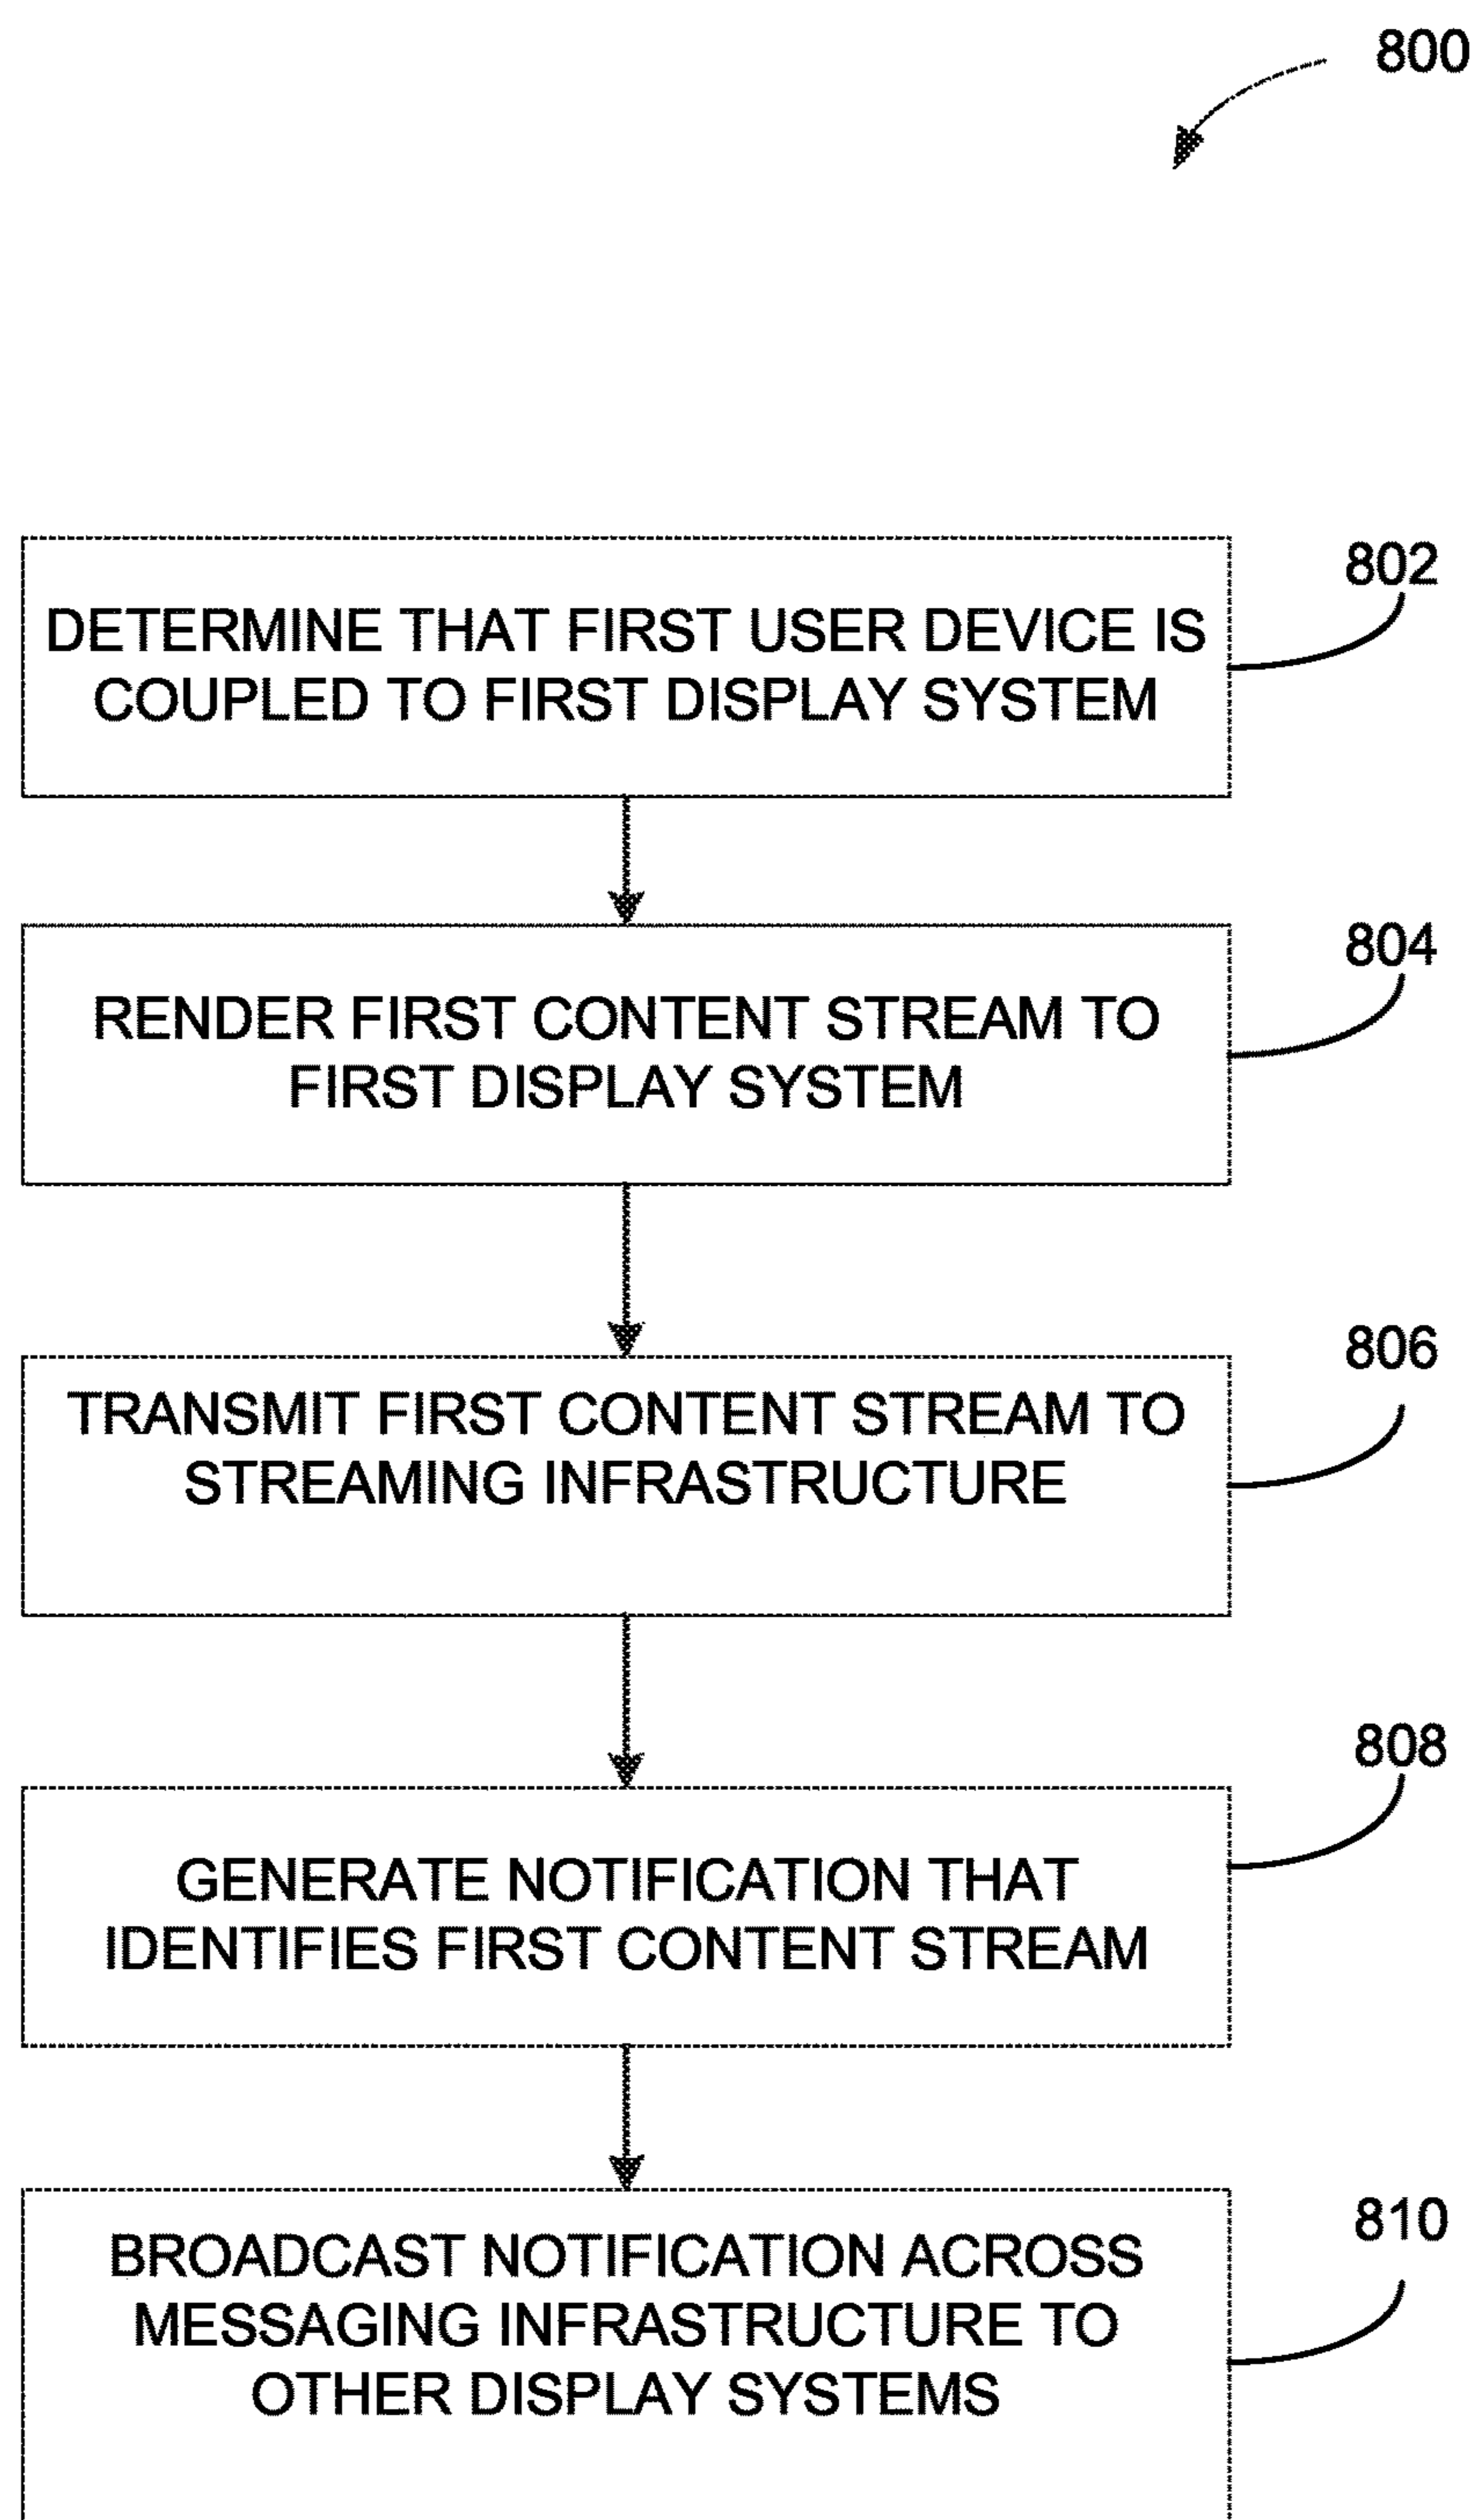 800
802
DETERMINE THAT FIRST USER DEVICE IS
COUPLED TO FIRST DISPLAY SYSTEM
804
RENDER FIRST CONTENT STREAM TO
FIRST DISPLAY SYSTEM
806
TRANSMIT FIRST CONTENT STREAM TO
STREAMING INFRASTRUCTURE
808
GENERATE NOTIFICATION THAT
IDENTIFIES FIRST CONTENT STREAM
810
BROADCAST NOTIFICATION ACROSS
MESSAGING INFRASTRUCTURE TO
OTHER DISPLAY SYSTEMS